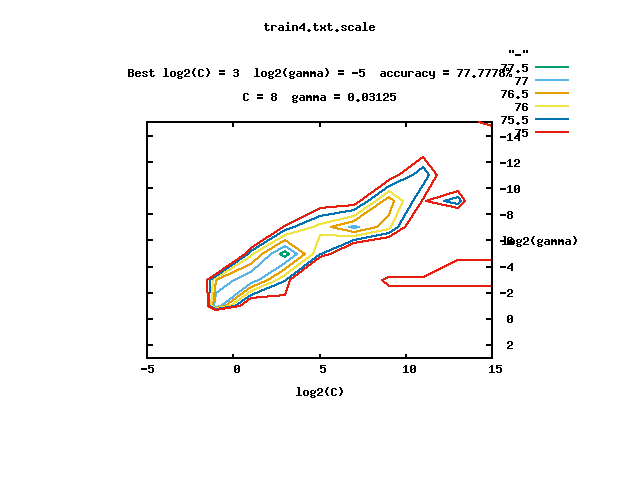 train4.txt.scale
"-"
Best log2(C) = 3 log2(gamma) = -5 accuracy = 77.7778%
77.5
77
C = 8 gamma = 0.03125
76.5
76
75.5
75
-14
-12
-10
-8
-6
log2(gamma)
-4
-2
0
2
-5 0 5 10 15
log2(C)